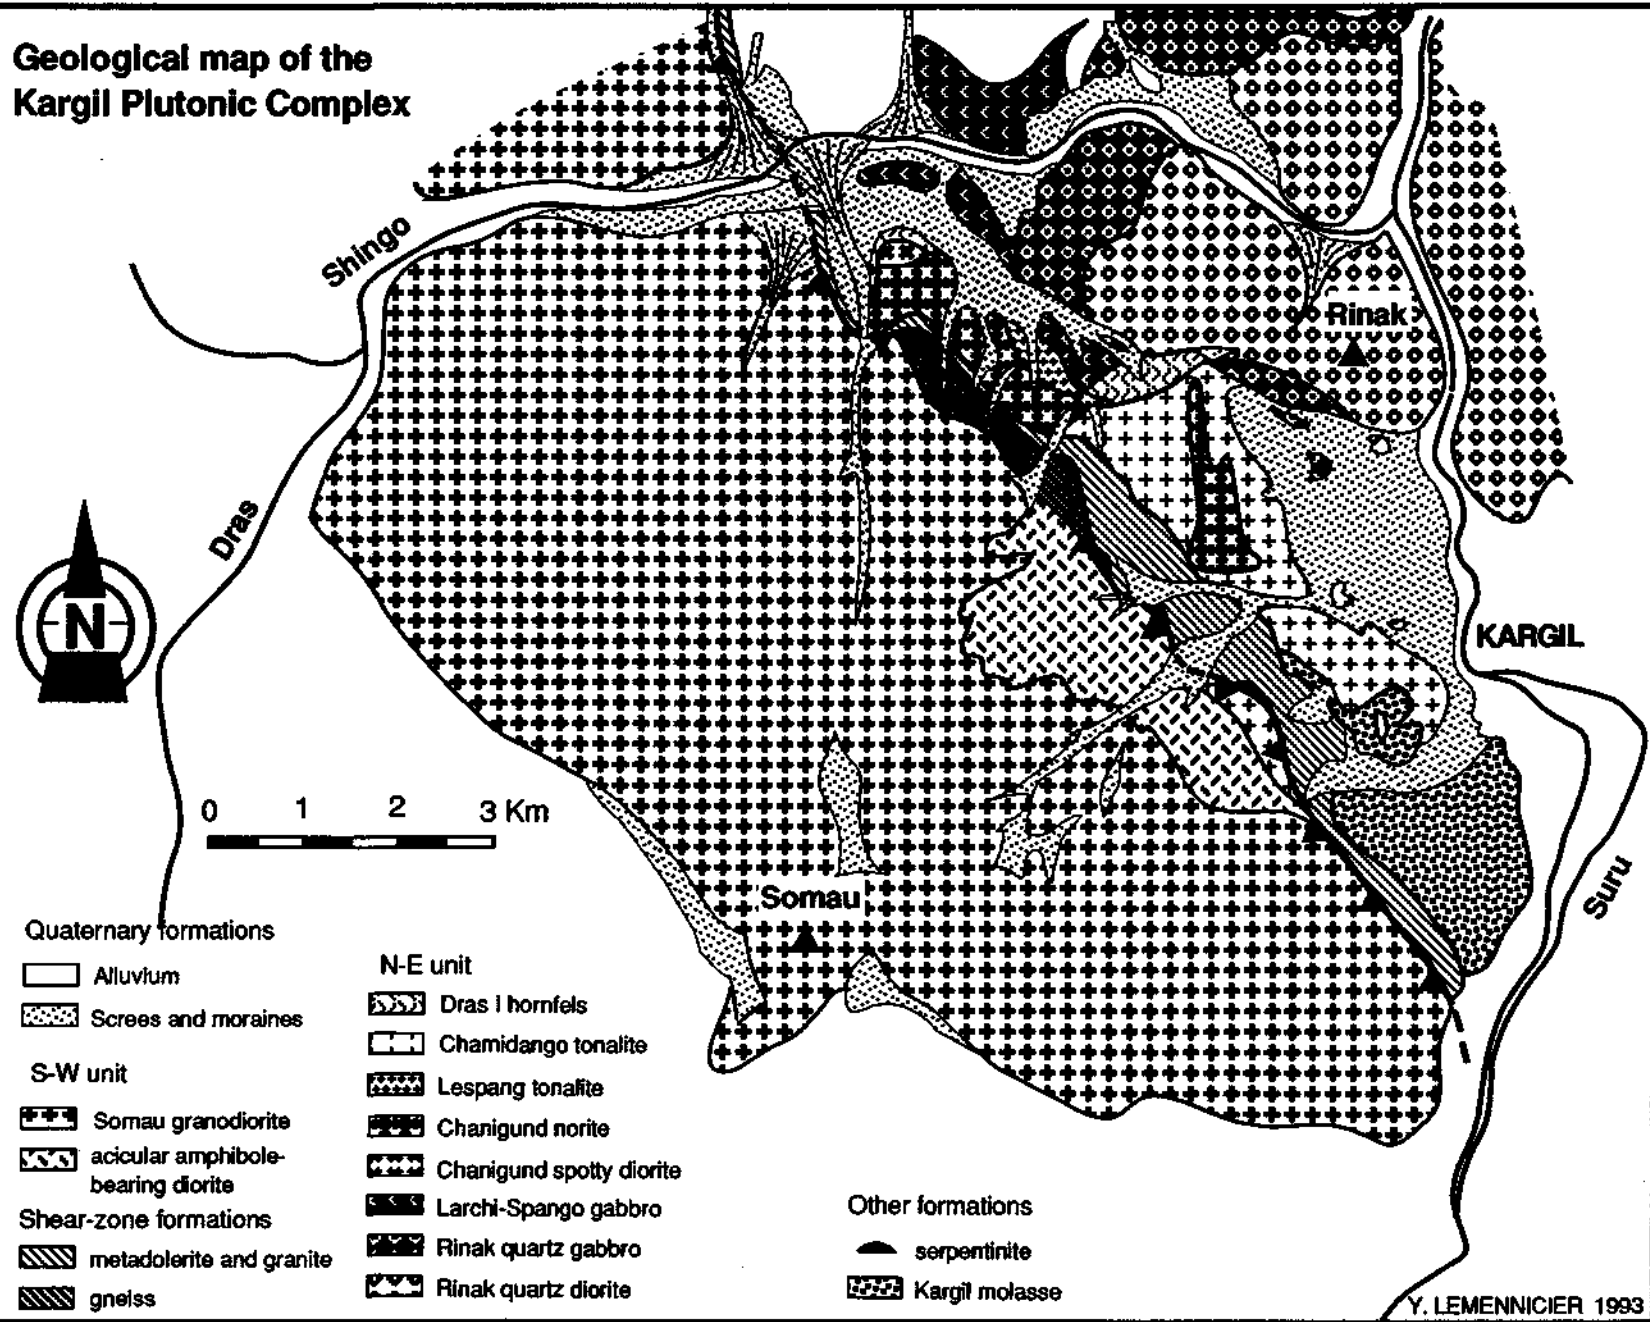 Geological map of the
Kargil Plutonic Complex
Shingo
Rinak
Dras
N
KARGIL
0 1 2 3 Km
Somau
Suru
Quaternary formations
Alluvium
Screes and moraines
S-W unit
Somau granodiorite
acicular amphibole-
bearing diorite
Shear-zone formations
metadolerite and granite
gneiss
N-E unit
Dras I hornfels
Chamidango tonalite
Lespang tonalite
Chanigund norite
Chanigund spotty diorite
Larchi-Spango gabbro
Rinak quartz gabbro
Rinak quartz diorite
Other formations
serpentinite
Kargil molasse
Y. LEMENNICIER 1993